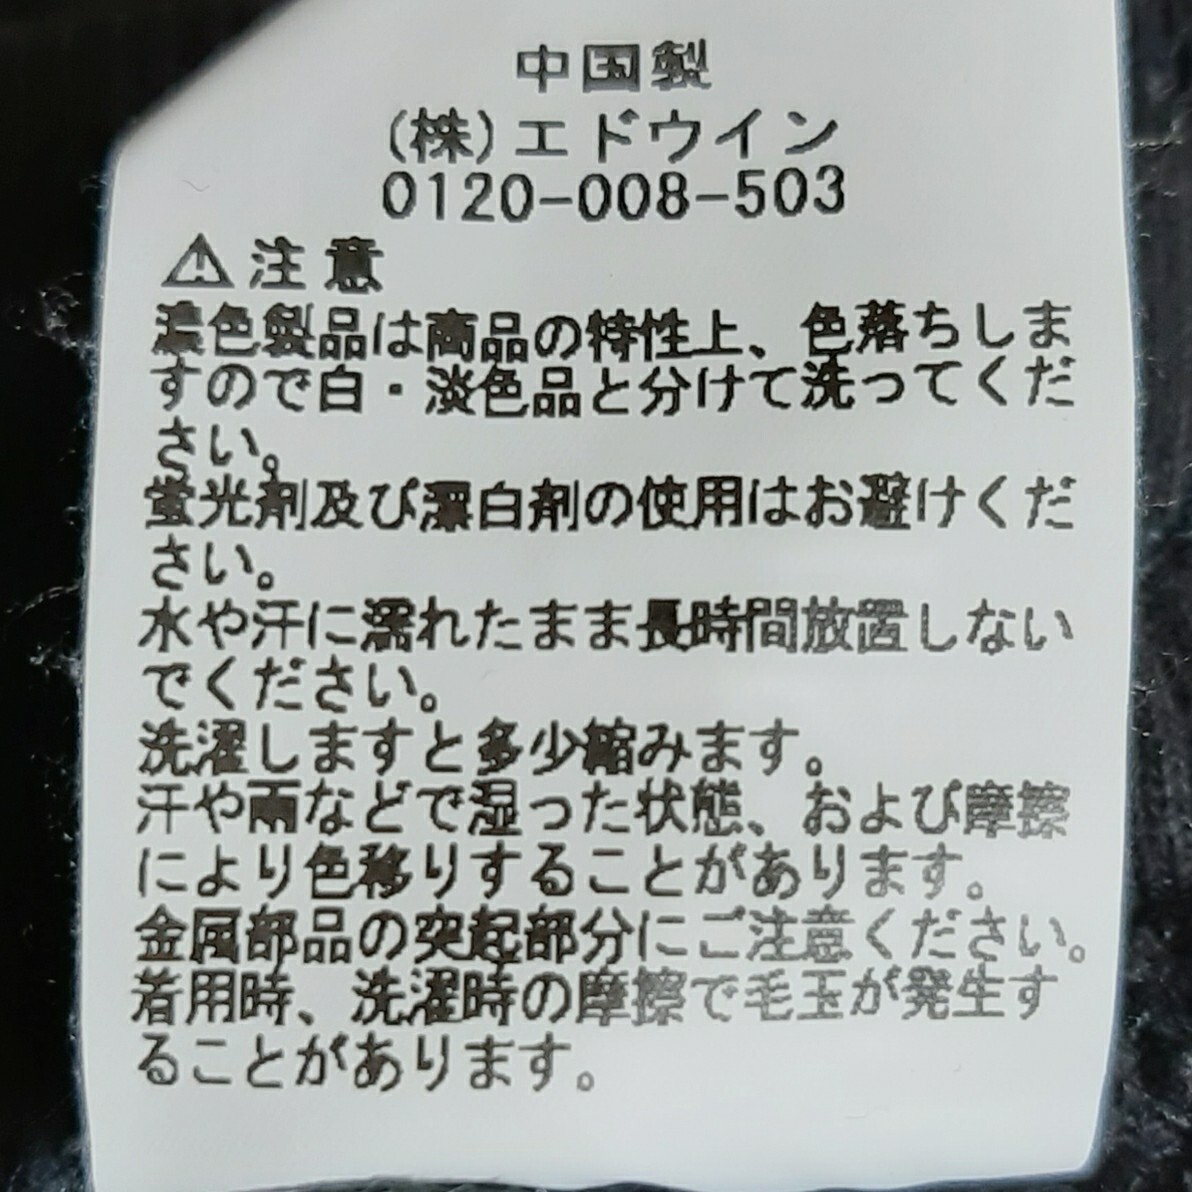 中国製
(株)エドウイン
0120-008-503
⚠注意
濃色製品は商品の特性上、色落ちしま
すので白・淡色品と分けて洗ってくだ
さい。
蛍光剤及び漂白剤の使用はお避けくだ
さい。
水や汗に濡れたまま長時間放置しない
でください。
洗濯しますと多少縮みます。
汗や雨などで湿った状態、および摩擦
により色移りすることがあります。
金属部品の突起部分にご注意ください。
着用時、洗濯時の摩擦で毛玉が発生す
ることがあります。